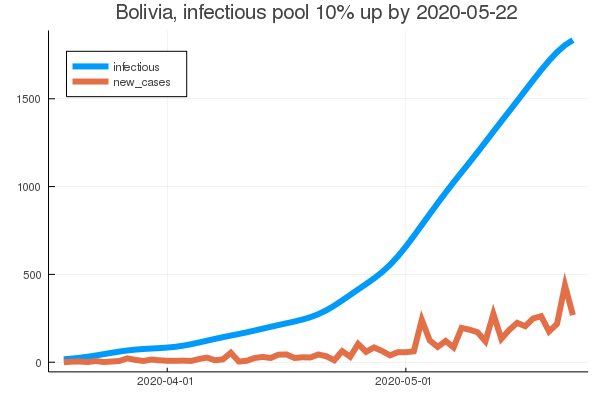 Bolivia, infectious pool 10% up by 2020-05-22
infectious
new_cases
1500
1000
500
0
2020-04-01 2020-05-01